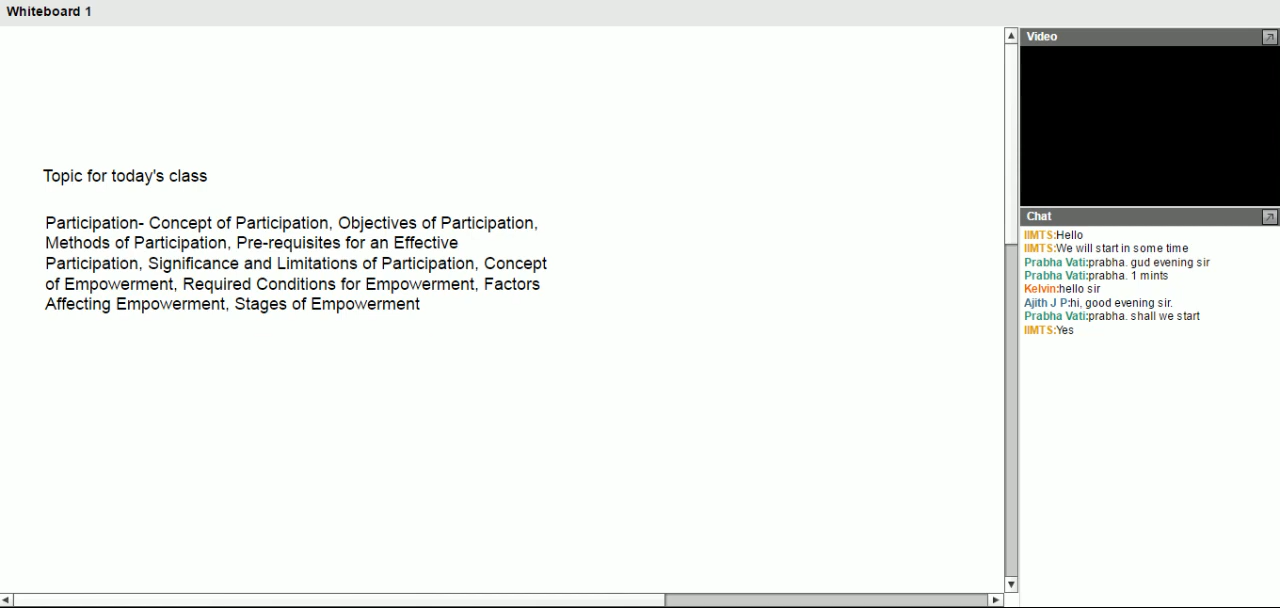 Whiteboard 1
Topic for today's class
Participation- Concept of Participation, Objectives of Participation,
Methods of Participation, Pre-requisites for an Effective
Participation, Significance and Limitations of Participation, Concept
of Empowerment, Required Conditions for Empowerment, Factors
Affecting Empowerment, Stages of Empowerment
Video
Chat
IIMTS:Hello
IIMTS:We will start in some time
Prabha Vati:prabha. gud evening sir
Prabha Vati:prabha. 1 mints
Kelvin:hello sir
Ajith J P:hi, good evening sir.
Prabha Vati:prabha. shall we start
IIMTS:Yes